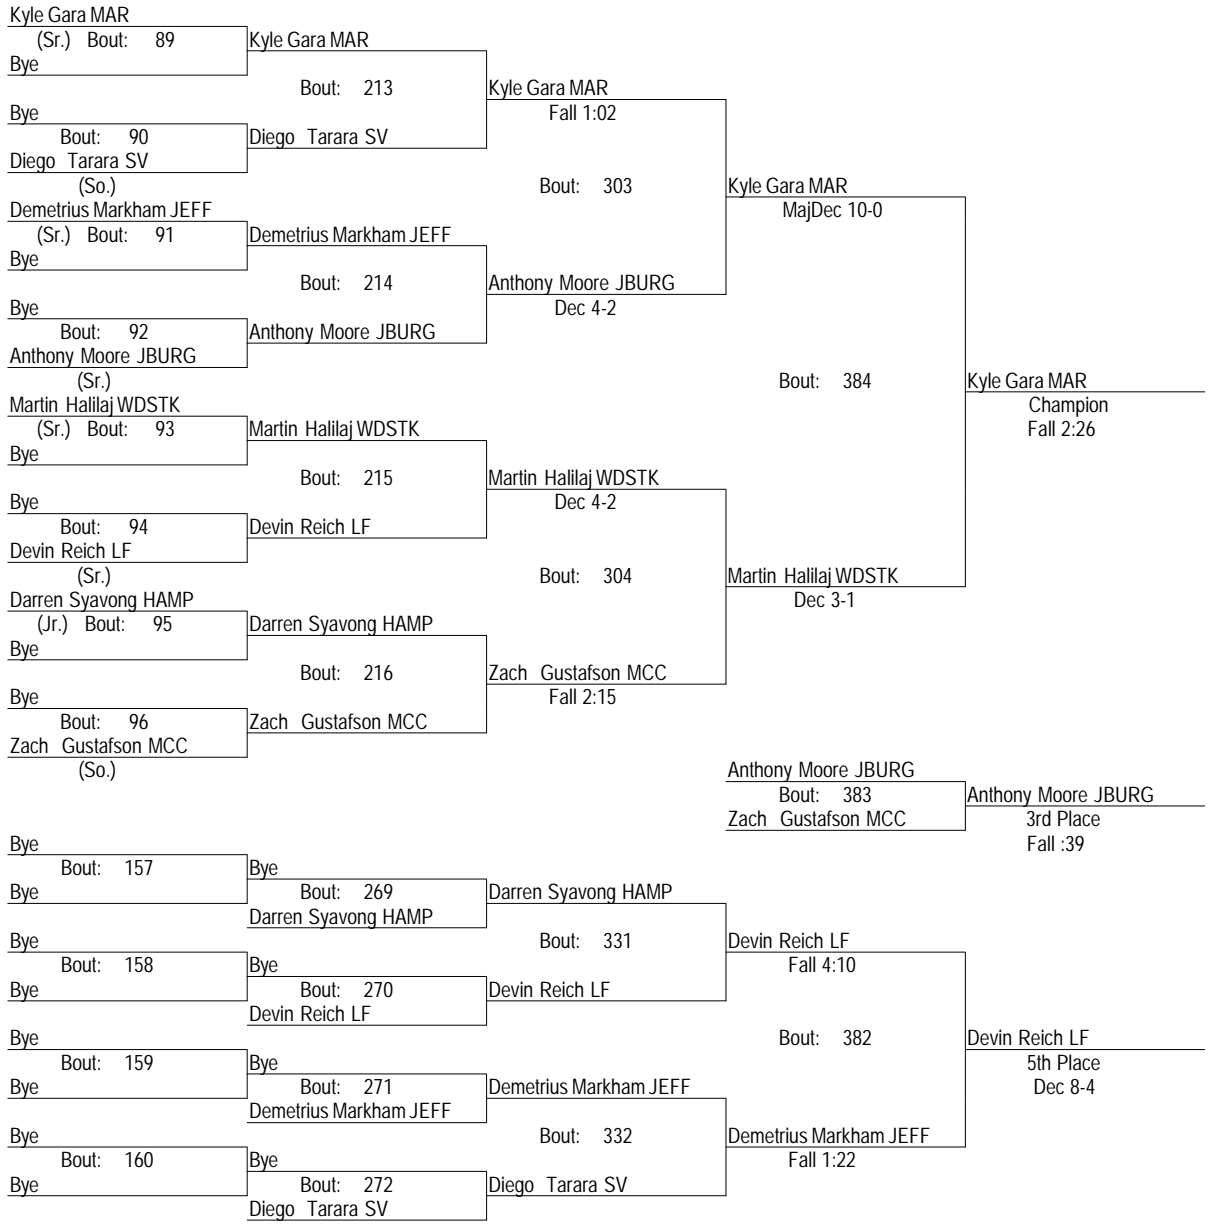 Kyle Gara MAR
(Sr.) Bout: 89
Kyle Gara MAR
Bye
Bout: 213
Kyle Gara MAR
Bye
Fall 1:02
Bout: 90
Diego Tarara SV
Diego Tarara SV
(So.)
Bout: 303
Kyle Gara MAR
Demetrius Markham JEFF
MajDec 10-0
(Sr.) Bout: 91
Demetrius Markham JEFF
Bye
Bout: 214
Anthony Moore JBURG
Bye
Dec 4-2
Bout: 92
Anthony Moore JBURG
Anthony Moore JBURG
(Sr.)
Bout: 384
Kyle Gara MAR
Martin Halilaj WDSTK
Champion
(Sr.) Bout: 93
Martin Halilaj WDSTK
Fall 2:26
Bye
Bout: 215
Martin Halilaj WDSTK
Bye
Dec 4-2
Bout: 94
Devin Reich LF
Devin Reich LF
(Sr.)
Bout: 304
Martin Halilaj WDSTK
Darren Syavong HAMP
Dec 3-1
(Jr.) Bout: 95
Darren Syavong HAMP
Bye
Bout: 216
Zach Gustafson MCC
Bye
Fall 2:15
Bout: 96
Zach Gustafson MCC
Zach Gustafson MCC
(So.)
Anthony Moore JBURG
Bout: 383
Anthony Moore JBURG
Zach Gustafson MCC
3rd Place
Fall :39
Bye
Bout: 157
Bye
Bye
Bout: 269
Darren Syavong HAMP
Darren Syavong HAMP
Bye
Bout: 331
Devin Reich LF
Bout: 158
Bye
Fall 4:10
Bye
Bout: 270
Devin Reich LF
Devin Reich LF
Bye
Bout: 382
Devin Reich LF
Bout: 159
Bye
5th Place
Bye
Bout: 271
Demetrius Markham JEFF
Dec 8-4
Demetrius Markham JEFF
Bye
Bout: 332
Demetrius Markham JEFF
Bout: 160
Bye
Fall 1:22
Bye
Bout: 272
Diego Tarara SV
Diego Tarara SV